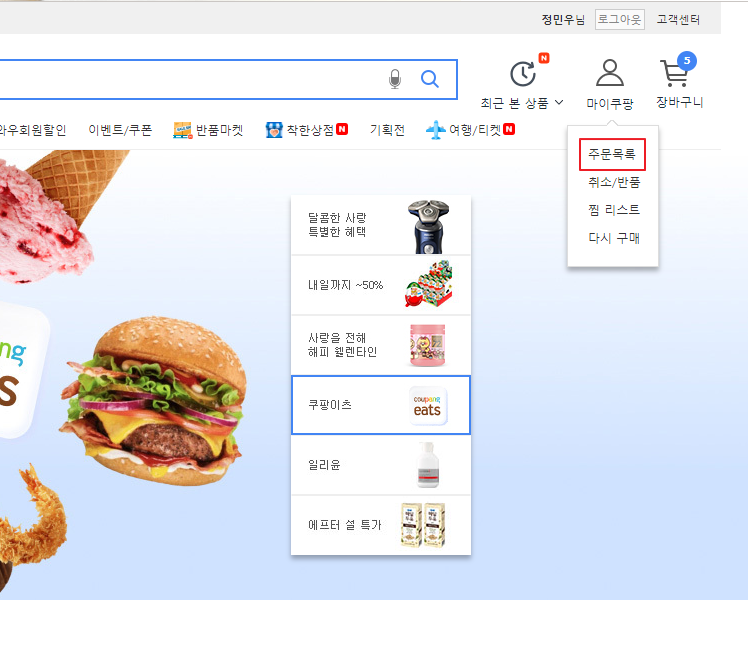 정민우님 로그아웃 고객센터
N
5
최근 본 상품 마이쿠팡 장바구니
와우회원할인 이벤트/쿠폰 반품마켓 착한상점 N 기획전 여행/티켓 N
주문목록
취소/반품
찜 리스트
다시 구매
달콤한 사랑
특별한 혜택
내일까지 ~50%
사랑을 전해
해피 웰렌타인
쿠팡이츠
coupang
eats
일리윤
에프터 설 특가